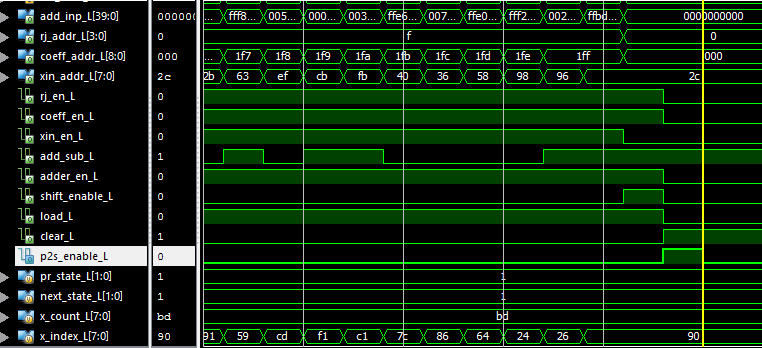 add_inp_L[39:0] 000000 ... fff8... 005... 000... 003... ffe6... 007... ffe0... fff2... 002... ffbd... 0000000000
rj_addr_L[3:0] 0 f 0
coeff_addr_L[8:0] 000 ... 1f7 1f8 1f9 1fa 1fb 1fc 1fd 1fe 1ff 000
xin_addr_L[7:0] 2c 2b 63 ef cb fb 40 36 58 98 96 2c
rj_en_L 0
coeff_en_L 0
xin_en_L 0
add_sub_L 1
adder_en_L 0
shift_enable_L 0
load_L 0
clear_L 1
p2s_enable_L 0
pr_state_L[1:0] 1 1
next_state_L[1:0] 1 1
x_count_L[7:0] bd bd
x_index_L[7:0] 90 91 59 cd f1 c1 7c 86 64 24 26 90